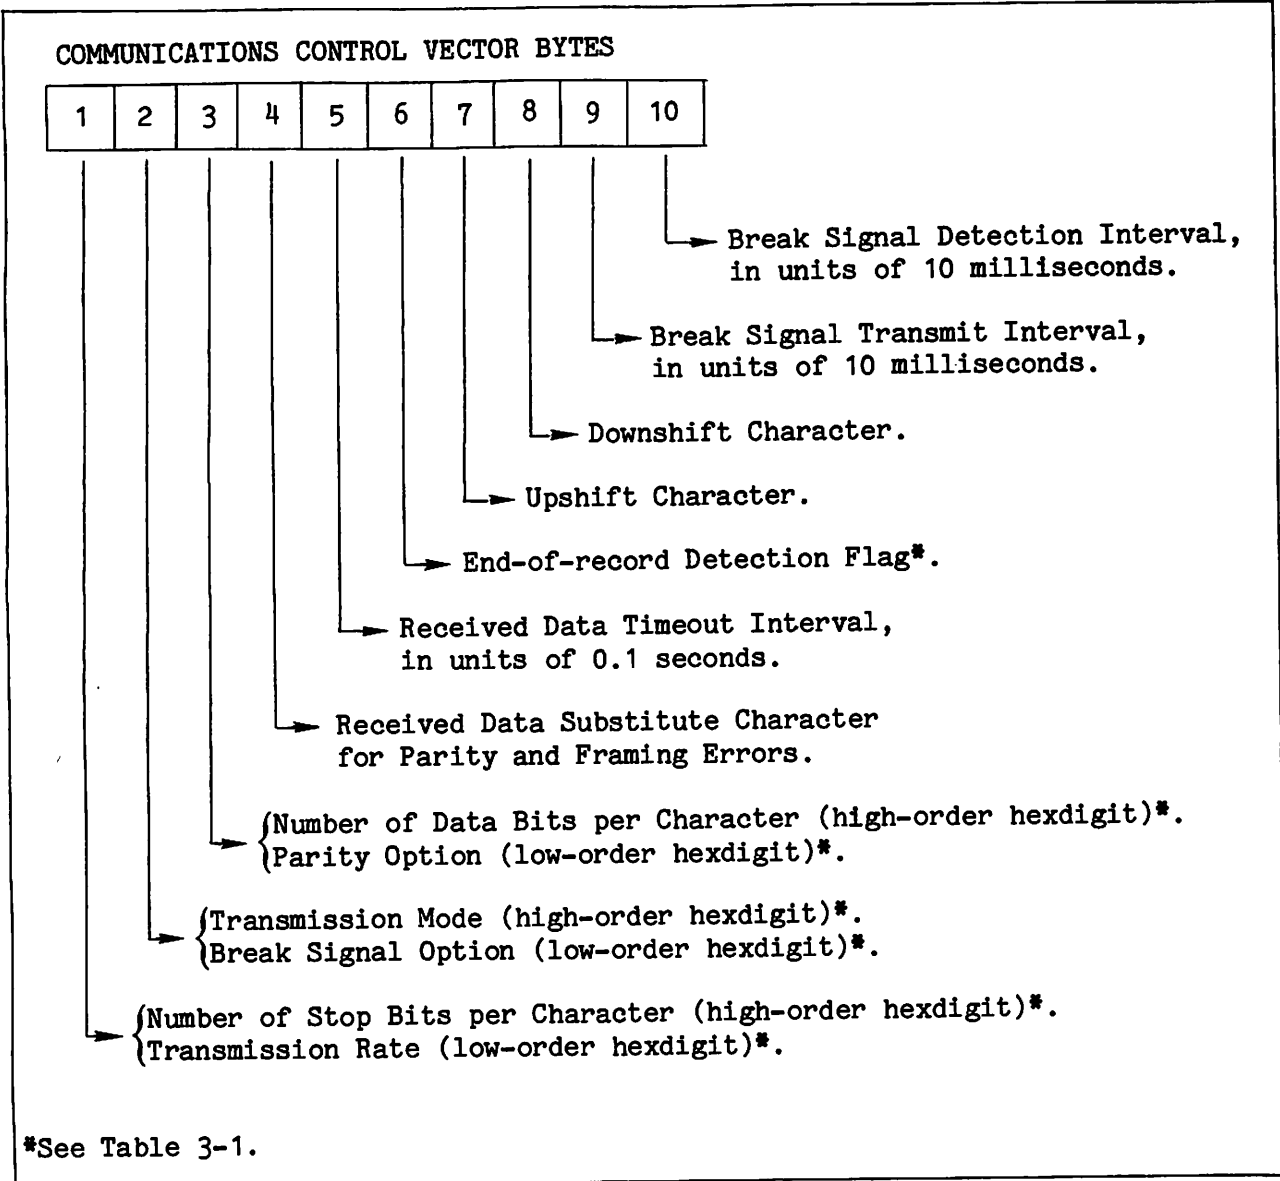 COMMUNICATIONS CONTROL VECTOR BYTES
1 2 3 4 5 6 7 8 9 10
Break Signal Detection Interval,
in units of 10 milliseconds.
Break Signal Transmit Interval,
in units of 10 milliseconds.
Downshift Character.
Upshift Character.
End-of-record Detection Flag*.
Received Data Timeout Interval,
in units of 0.1 seconds.
Received Data Substitute Character
for Parity and Framing Errors.
Number of Data Bits per Character (high-order hexdigit)*.
Parity Option (low-order hexdigit)*.
Transmission Mode (high-order hexdigit)*.
Break Signal Option (low-order hexdigit)*.
Number of Stop Bits per Character (high-order hexdigit)*.
Transmission Rate (low-order hexdigit)*.
*See Table 3-1.